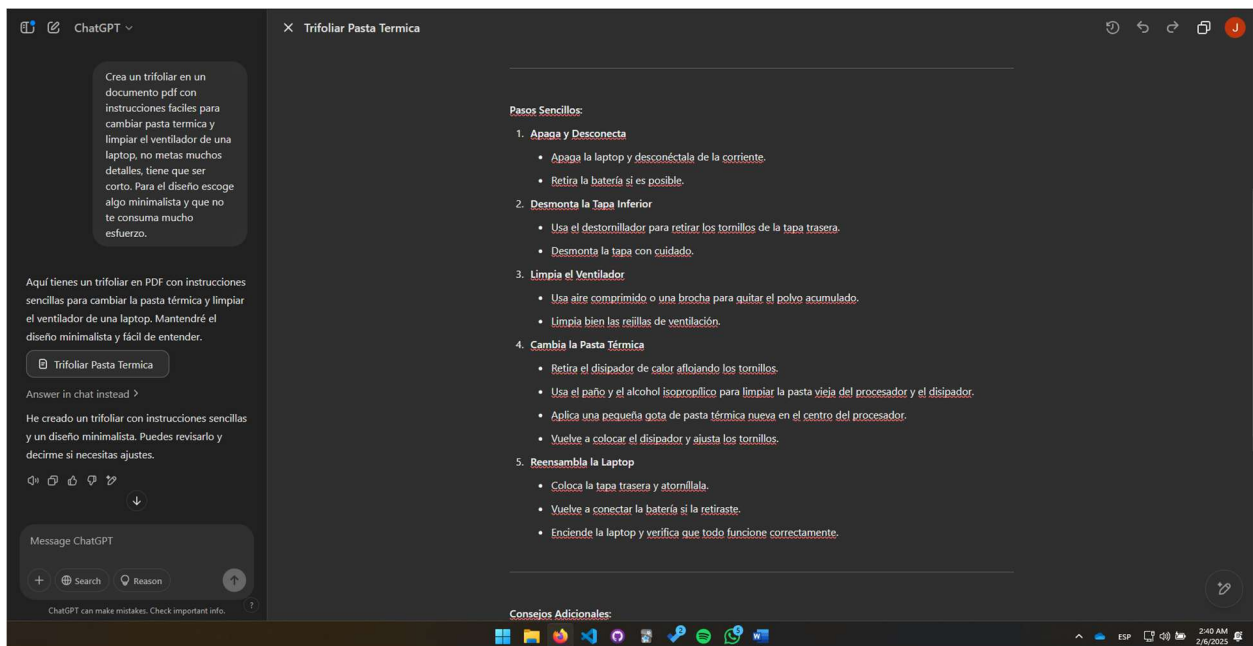 ChatGPT
Crea un trifoliar en un
documento pdf con
instrucciones faciles para
cambiar pasta termica y
limpiar el ventilador de una
laptop, no metas muchos
detalles, tiene que ser
corto. Para el diseño escoge
algo minimalista y que no
te consuma mucho
esfuerzo.
Aquí tienes un trifoliar en PDF con instrucciones
sencillas para cambiar la pasta térmica y limpiar
el ventilador de una laptop. Mantendré el
diseño minimalista y fácil de entender.
Trifoliar Pasta Termica
Answer in chat instead >
He creado un trifoliar con instrucciones sencillas
y un diseño minimalista. Puedes revisarlo y
decirme si necesitas ajustes.
Message ChatGPT
Search
Reason
ChatGPT can make mistakes. Check important info.
?
Trifoliar Pasta Termica
J
Pasos Sencillos:
1. Apaga y Desconecta
• Apaga la laptop y desconéctala de la corriente.
• Retira la batería si es posible.
2. Desmonta la Tapa Inferior
• Usa el destornillador para retirar los tornillos de la tapa trasera.
• Desmonta la tapa con cuidado.
3. Limpia el Ventilador
• Usa aire comprimido o una brocha para quitar el polvo acumulado.
• Limpia bien las rejillas de ventilación.
4. Cambia la Pasta Térmica
• Retira el disipador de calor aflojando los tornillos.
• Usa el paño y el alcohol isopropílico para limpiar la pasta vieja del procesador y el disipador.
• Aplica una pequeña gota de pasta térmica nueva en el centro del procesador.
• Vuelve a colocar el disipador y ajusta los tornillos.
5. Reensambla la Laptop
• Coloca la tapa trasera y atorníllala.
• Vuelve a conectar la batería si la retiraste.
• Enciende la laptop y verifica que todo funcione correctamente.
Consejos Adicionales:
2
5
ESP
2:40 AM
2/6/2025